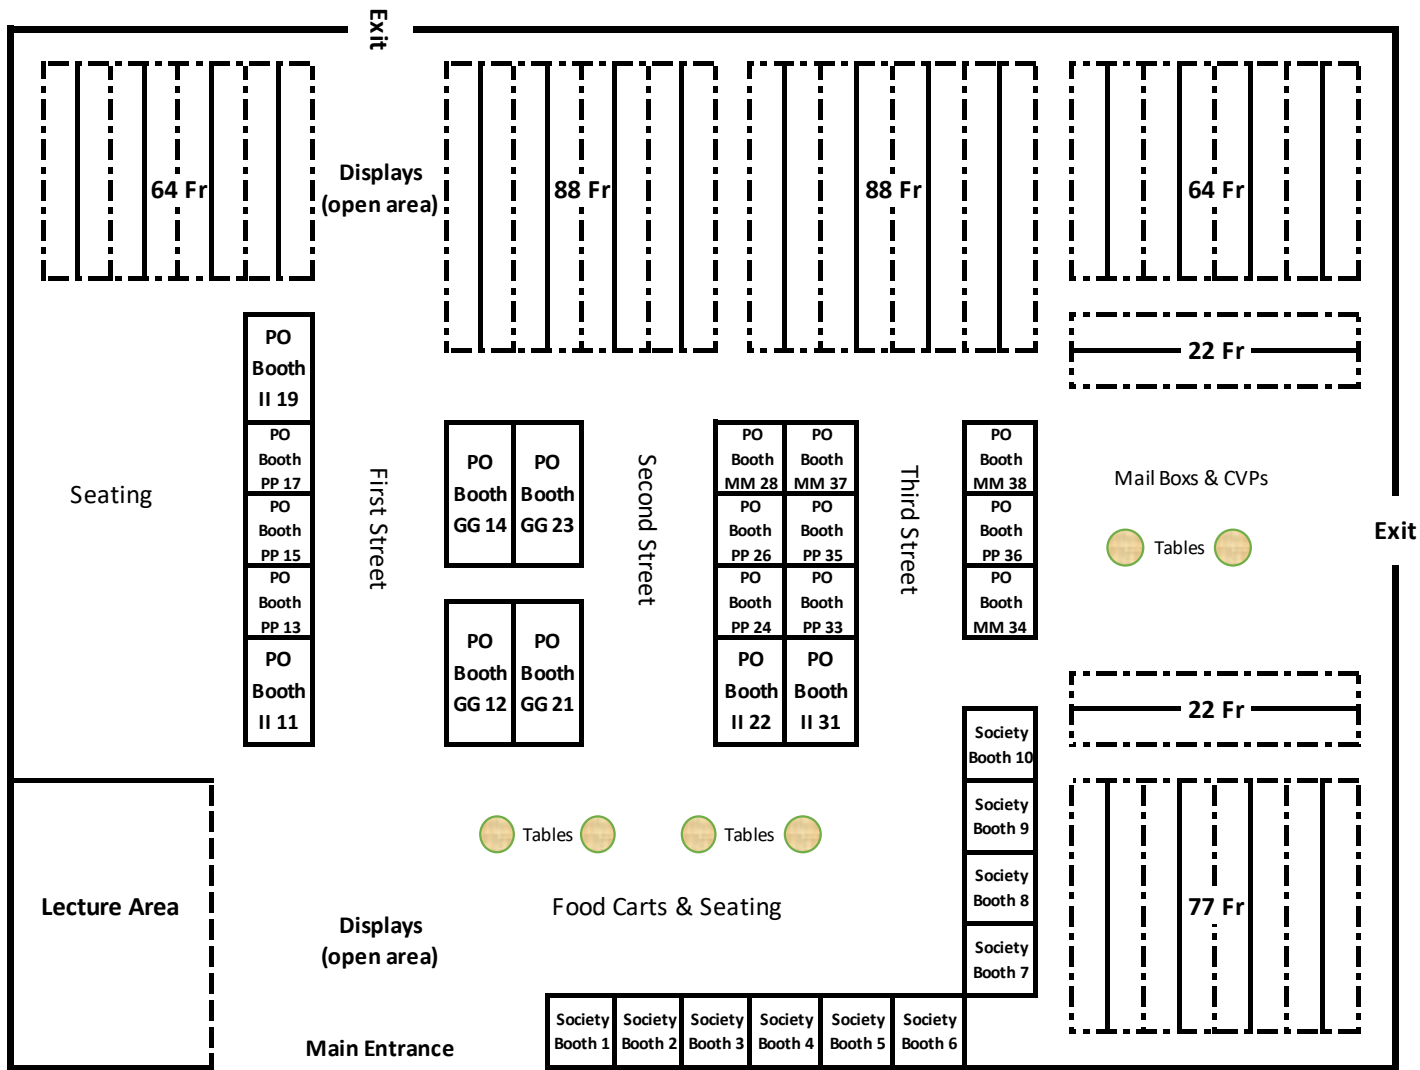 Exit
64 Fr
Displays
(open area)
88 Fr
88 Fr
64 Fr
22 Fr
PO
Booth
II 19
PO
Booth
PP 17
PO
Booth
PP 15
PO
Booth
PP 13
PO
Booth
II 11
Seating
First Street
PO
Booth
GG 14
PO
Booth
GG 23
PO
Booth
GG 12
PO
Booth
GG 21
Second Street
PO
Booth
MM 28
PO
Booth
MM 37
PO
Booth
PP 26
PO
Booth
PP 35
PO
Booth
PP 24
PO
Booth
PP 33
PO
Booth
II 22
PO
Booth
II 31
Third Street
PO
Booth
MM 38
PO
Booth
PP 36
PO
Booth
MM 34
Mail Boxs & CVPs
Tables
Exit
22 Fr
Society
Booth 10
Society
Booth 9
Society
Booth 8
Society
Booth 7
77 Fr
Tables
Tables
Food Carts & Seating
Lecture Area
Displays
(open area)
Main Entrance
Society
Booth 1
Society
Booth 2
Society
Booth 3
Society
Booth 4
Society
Booth 5
Society
Booth 6